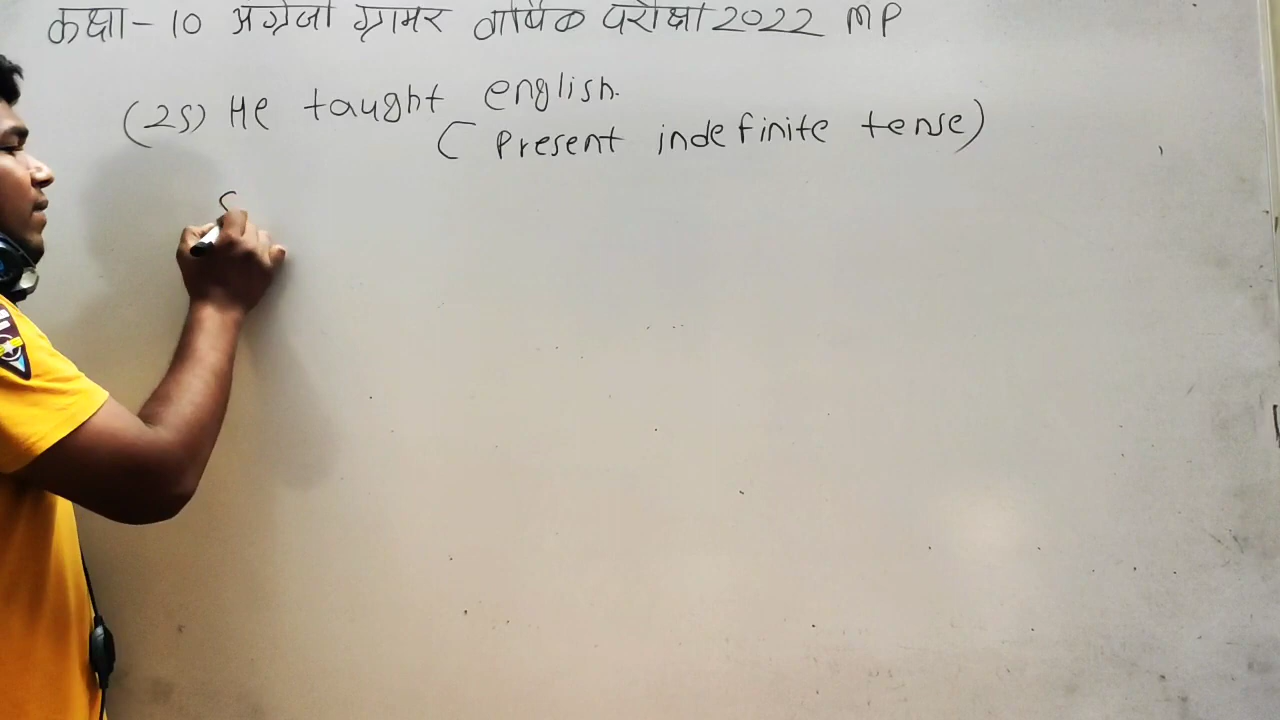 कक्षा - 10 अंग्रेजी ग्रामर वार्षिक परीक्षा 2022 MP
(25) He taught english.
(Present indefinite tense)
S